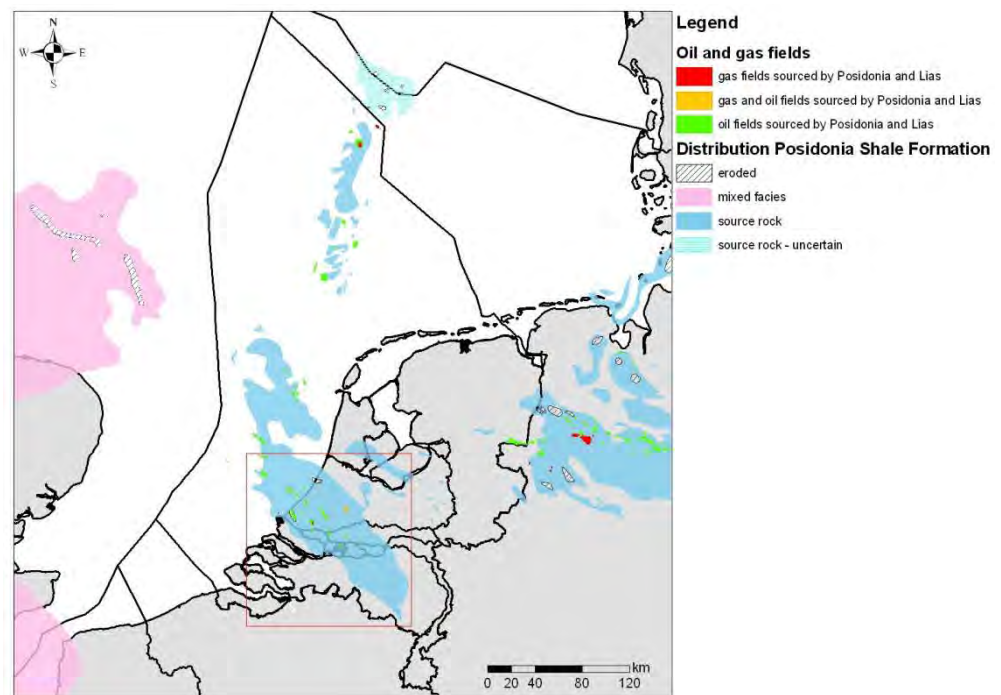 N
W
E
S
Legend
Oil and gas fields
gas fields sourced by Posidonia and Lias
gas and oil fields sourced by Posidonia and Lias
oil fields sourced by Posidonia and Lias
Distribution Posidonia Shale Formation
eroded
mixed facies
source rock
source rock - uncertain
km
0 20 40 80 120